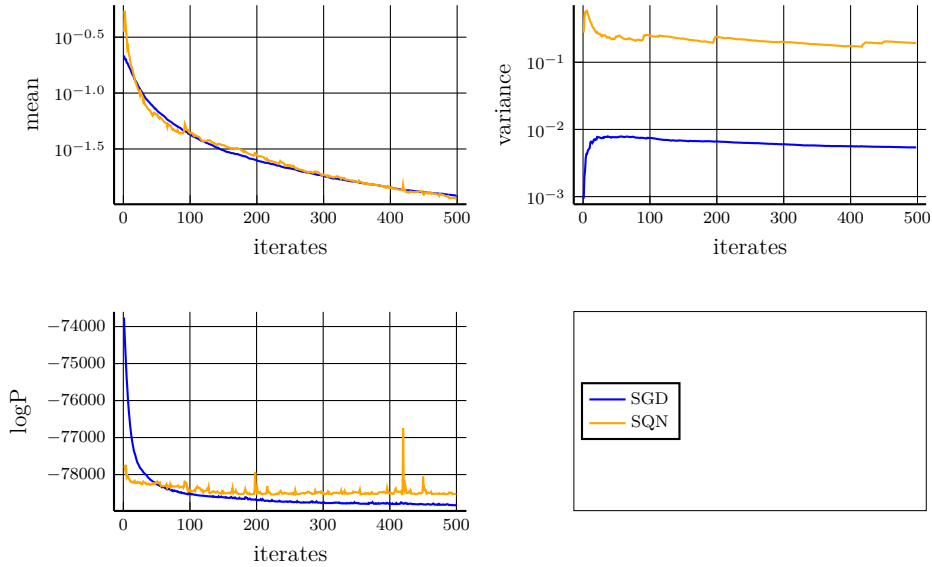 mean
10^−0.5
10^−1.0
10^−1.5
0 100 200 300 400 500
iterates
variance
10^−1
10^−2
10^−3
0 100 200 300 400 500
iterates
logP
−74000
−75000
−76000
−77000
−78000
0 100 200 300 400 500
iterates
SGD
SQN